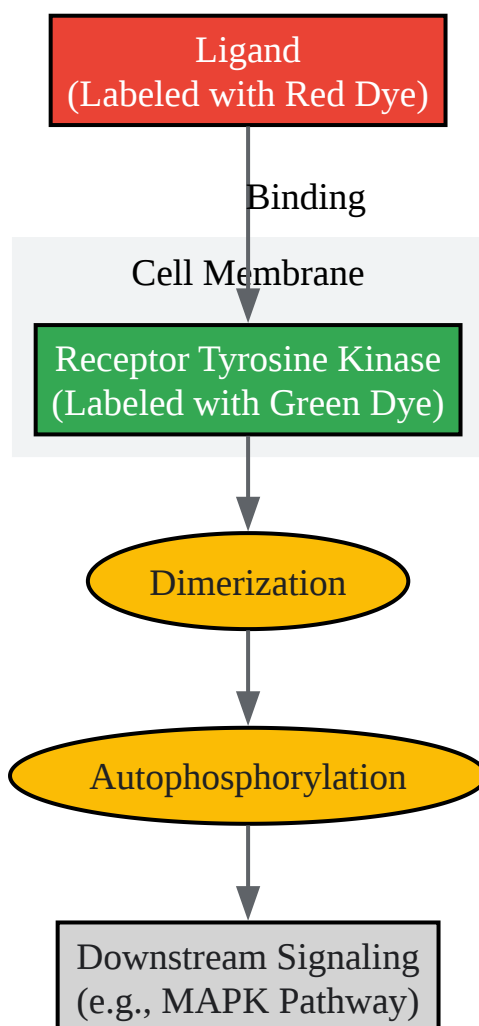 Ligand
(Labeled with Red Dye)
Binding
Cell Membrane
Receptor Tyrosine Kinase
(Labeled with Green Dye)
Dimerization
Autophosphorylation
Downstream Signaling
(e.g., MAPK Pathway)